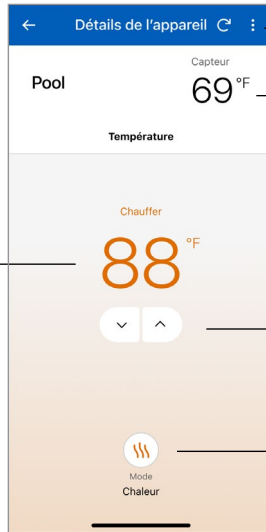 Détails de l’appareil
Capteur
Pool
69°F
Température
Chauffer
88°F
Mode
Chaleur